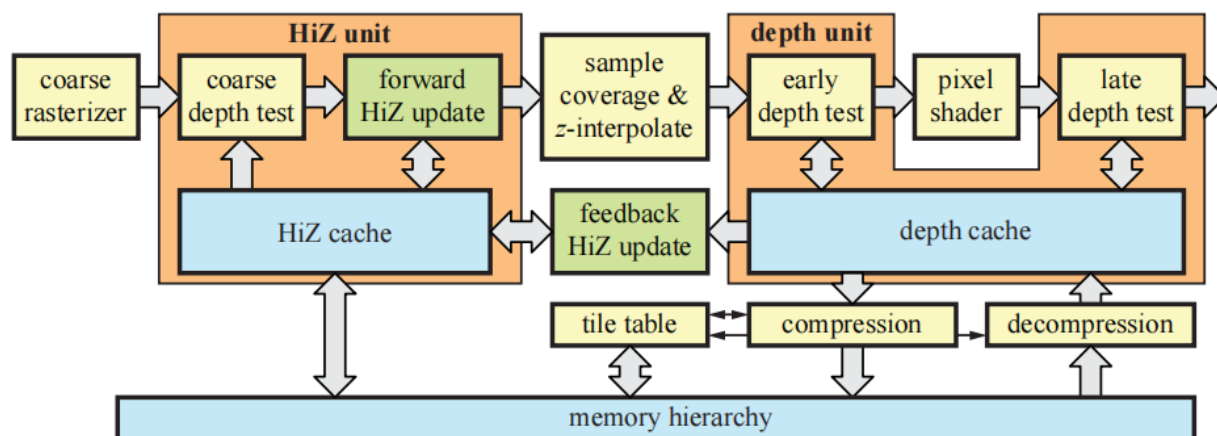 HiZ unit
depth unit
coarse
rasterizer
coarse
depth test
forward
HiZ update
sample
coverage &
z-interpolate
early
depth test
pixel
shader
late
depth test
HiZ cache
feedback
HiZ update
depth cache
tile table
compression
decompression
memory hierarchy